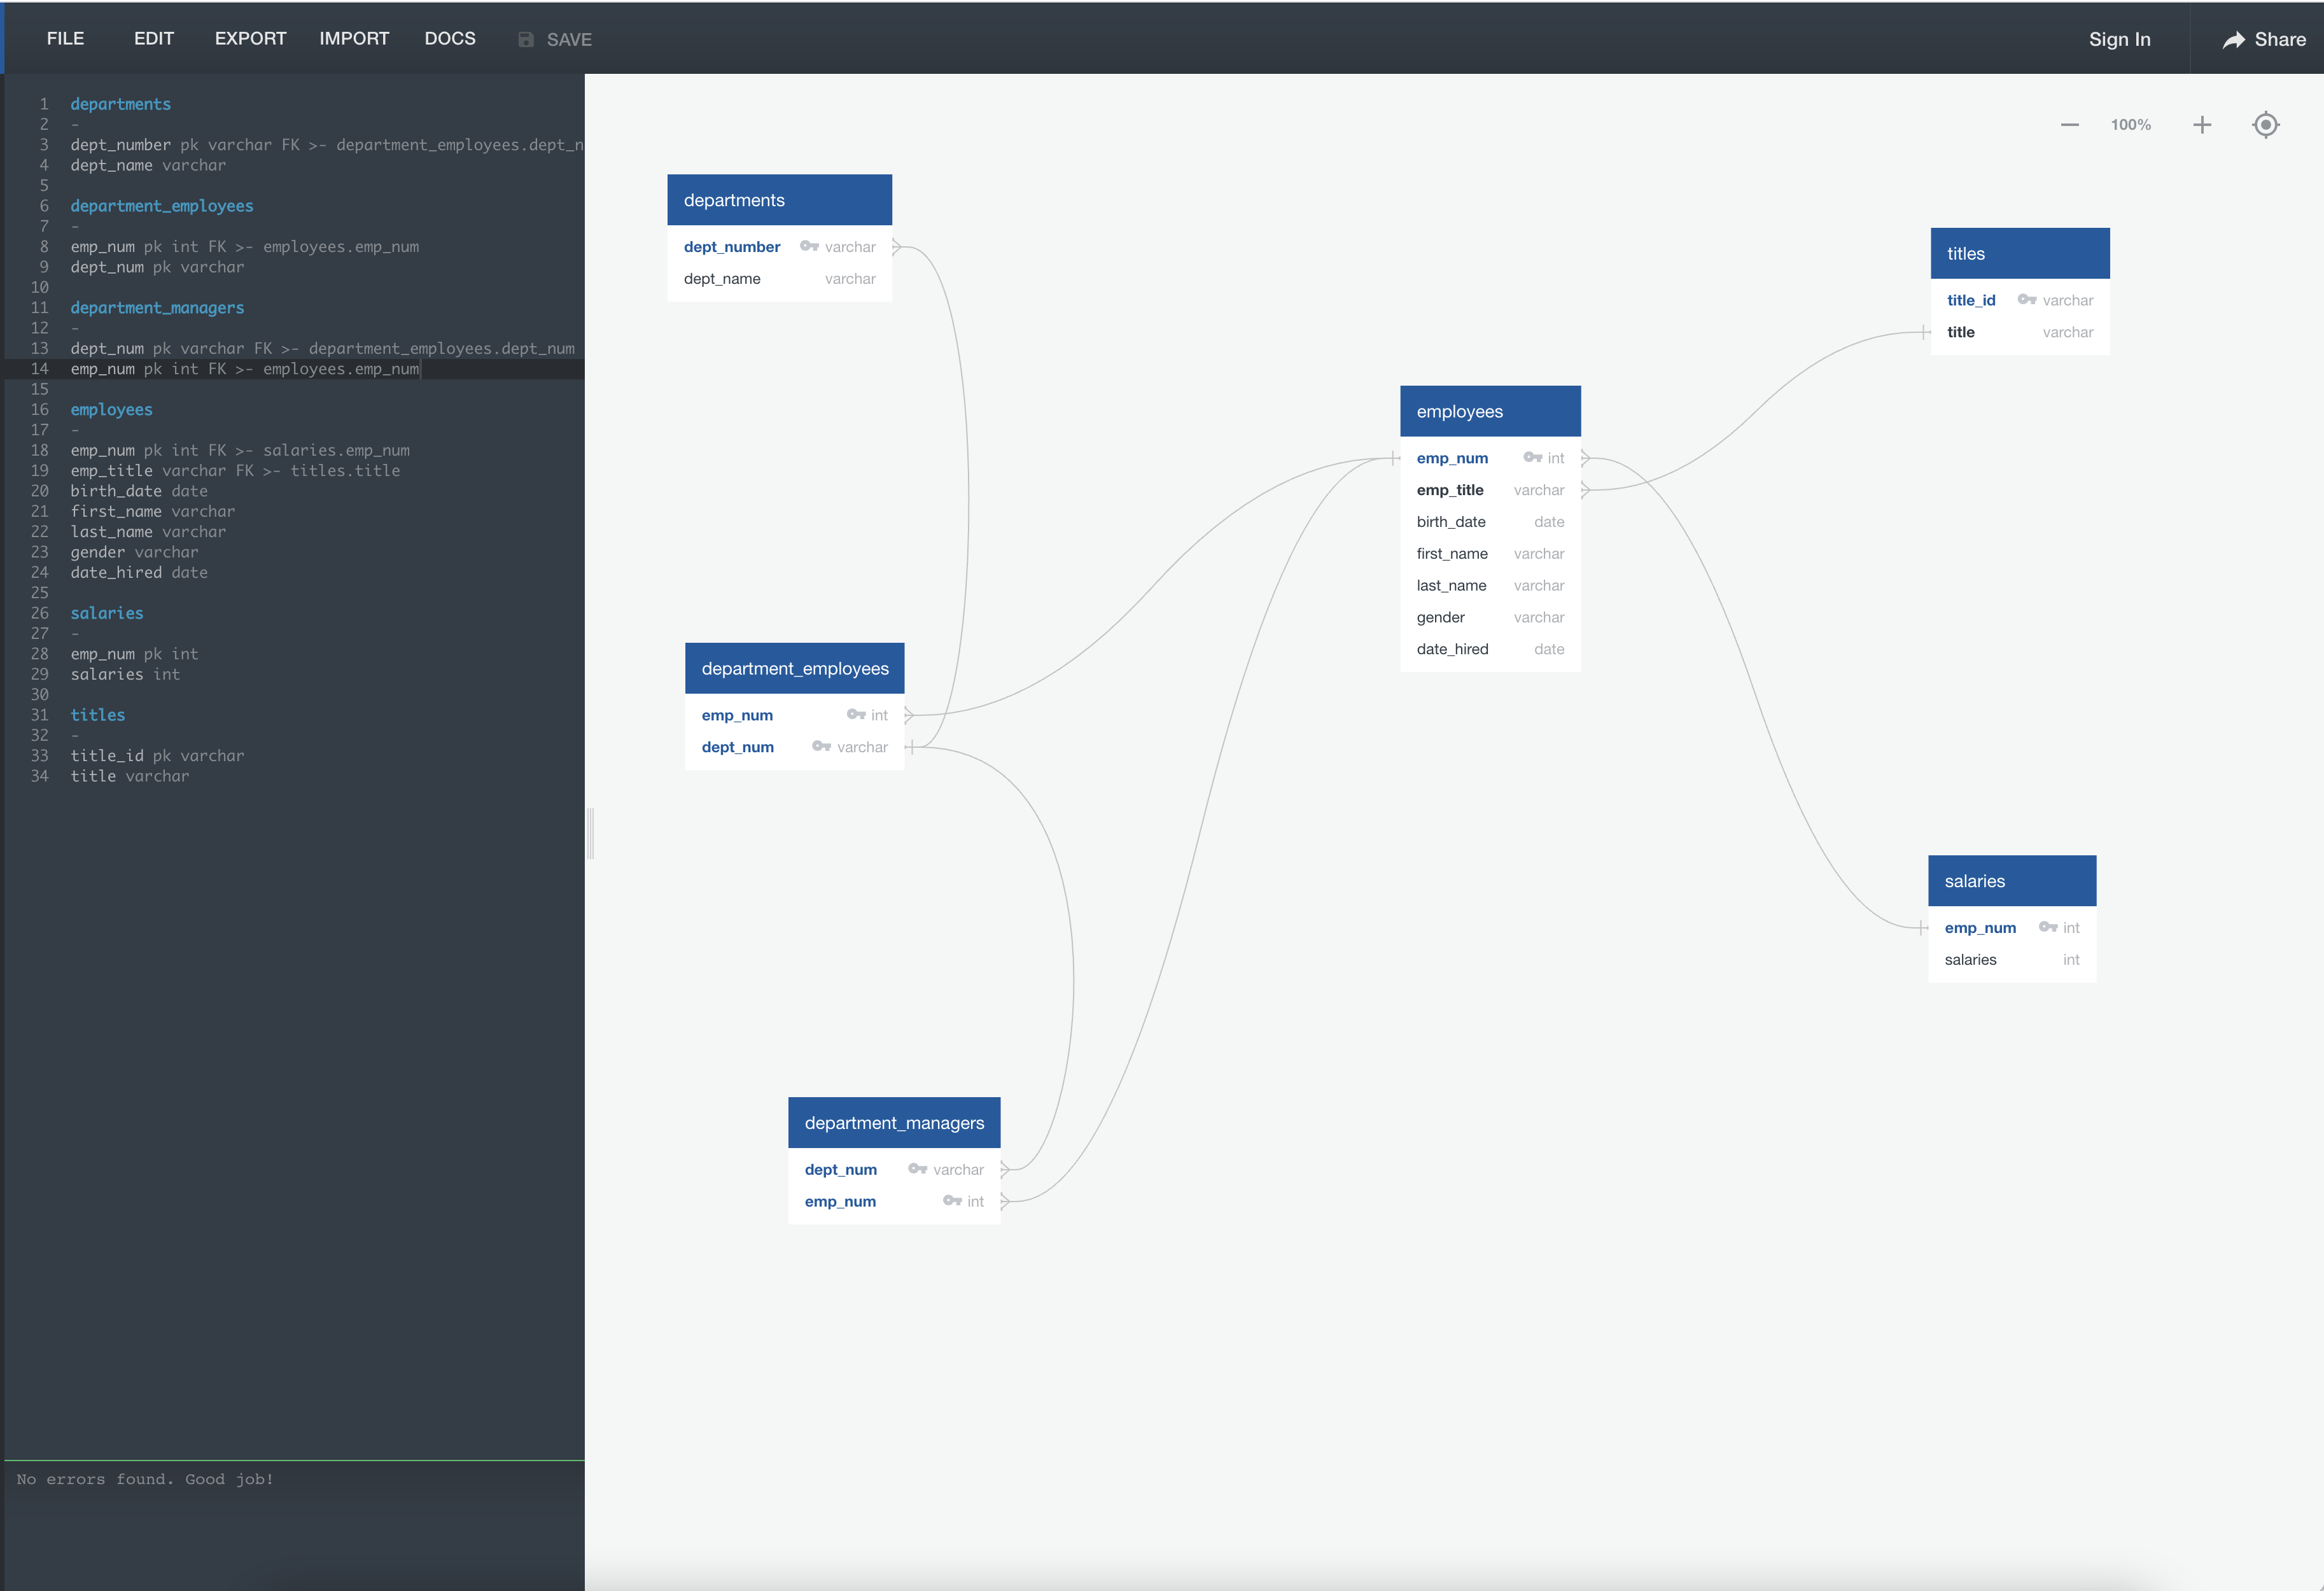 FILE EDIT EXPORT IMPORT DOCS SAVE Sign In Share
1 departments
2 -
3 dept_number pk varchar FK >- department_employees.dept_n
4 dept_name varchar
5
6 department_employees
7 -
8 emp_num pk int FK >- employees.emp_num
9 dept_num pk varchar
10
11 department_managers
12 -
13 dept_num pk varchar FK >- department_employees.dept_num
14 emp_num pk int FK >- employees.emp_num
15
16 employees
17 -
18 emp_num pk int FK >- salaries.emp_num
19 emp_title varchar FK >- titles.title
20 birth_date date
21 first_name varchar
22 last_name varchar
23 gender varchar
24 date_hired date
25
26 salaries
27 -
28 emp_num pk int
29 salaries int
30
31 titles
32 -
33 title_id pk varchar
34 title varchar
No errors found. Good job!
100%
departments
dept_number varchar
dept_name varchar
titles
title_id varchar
title varchar
employees
emp_num int
emp_title varchar
birth_date date
first_name varchar
last_name varchar
gender varchar
date_hired date
department_employees
emp_num int
dept_num varchar
salaries
emp_num int
salaries int
department_managers
dept_num varchar
emp_num int